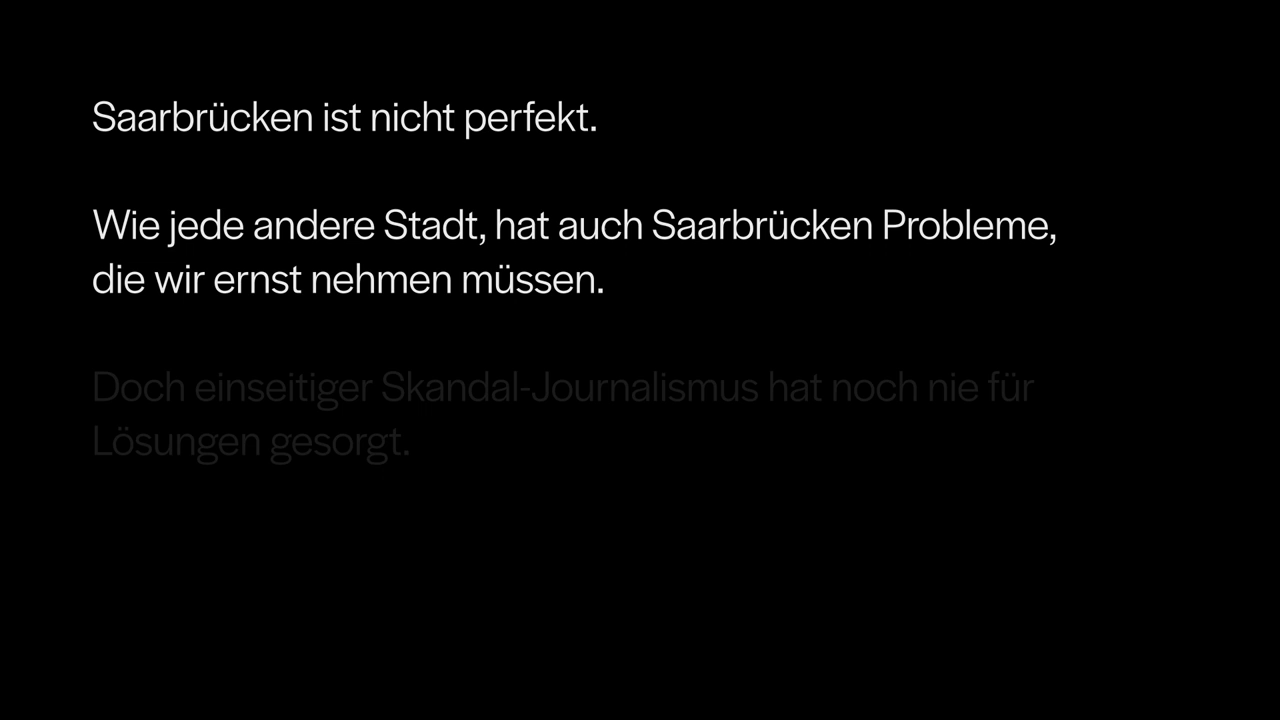 Saarbrücken ist nicht perfekt.
Wie jede andere Stadt, hat auch Saarbrücken Probleme,
die wir ernst nehmen müssen.
Doch einseitiger Skandal-Journalismus hat noch nie für
Lösungen gesorgt.